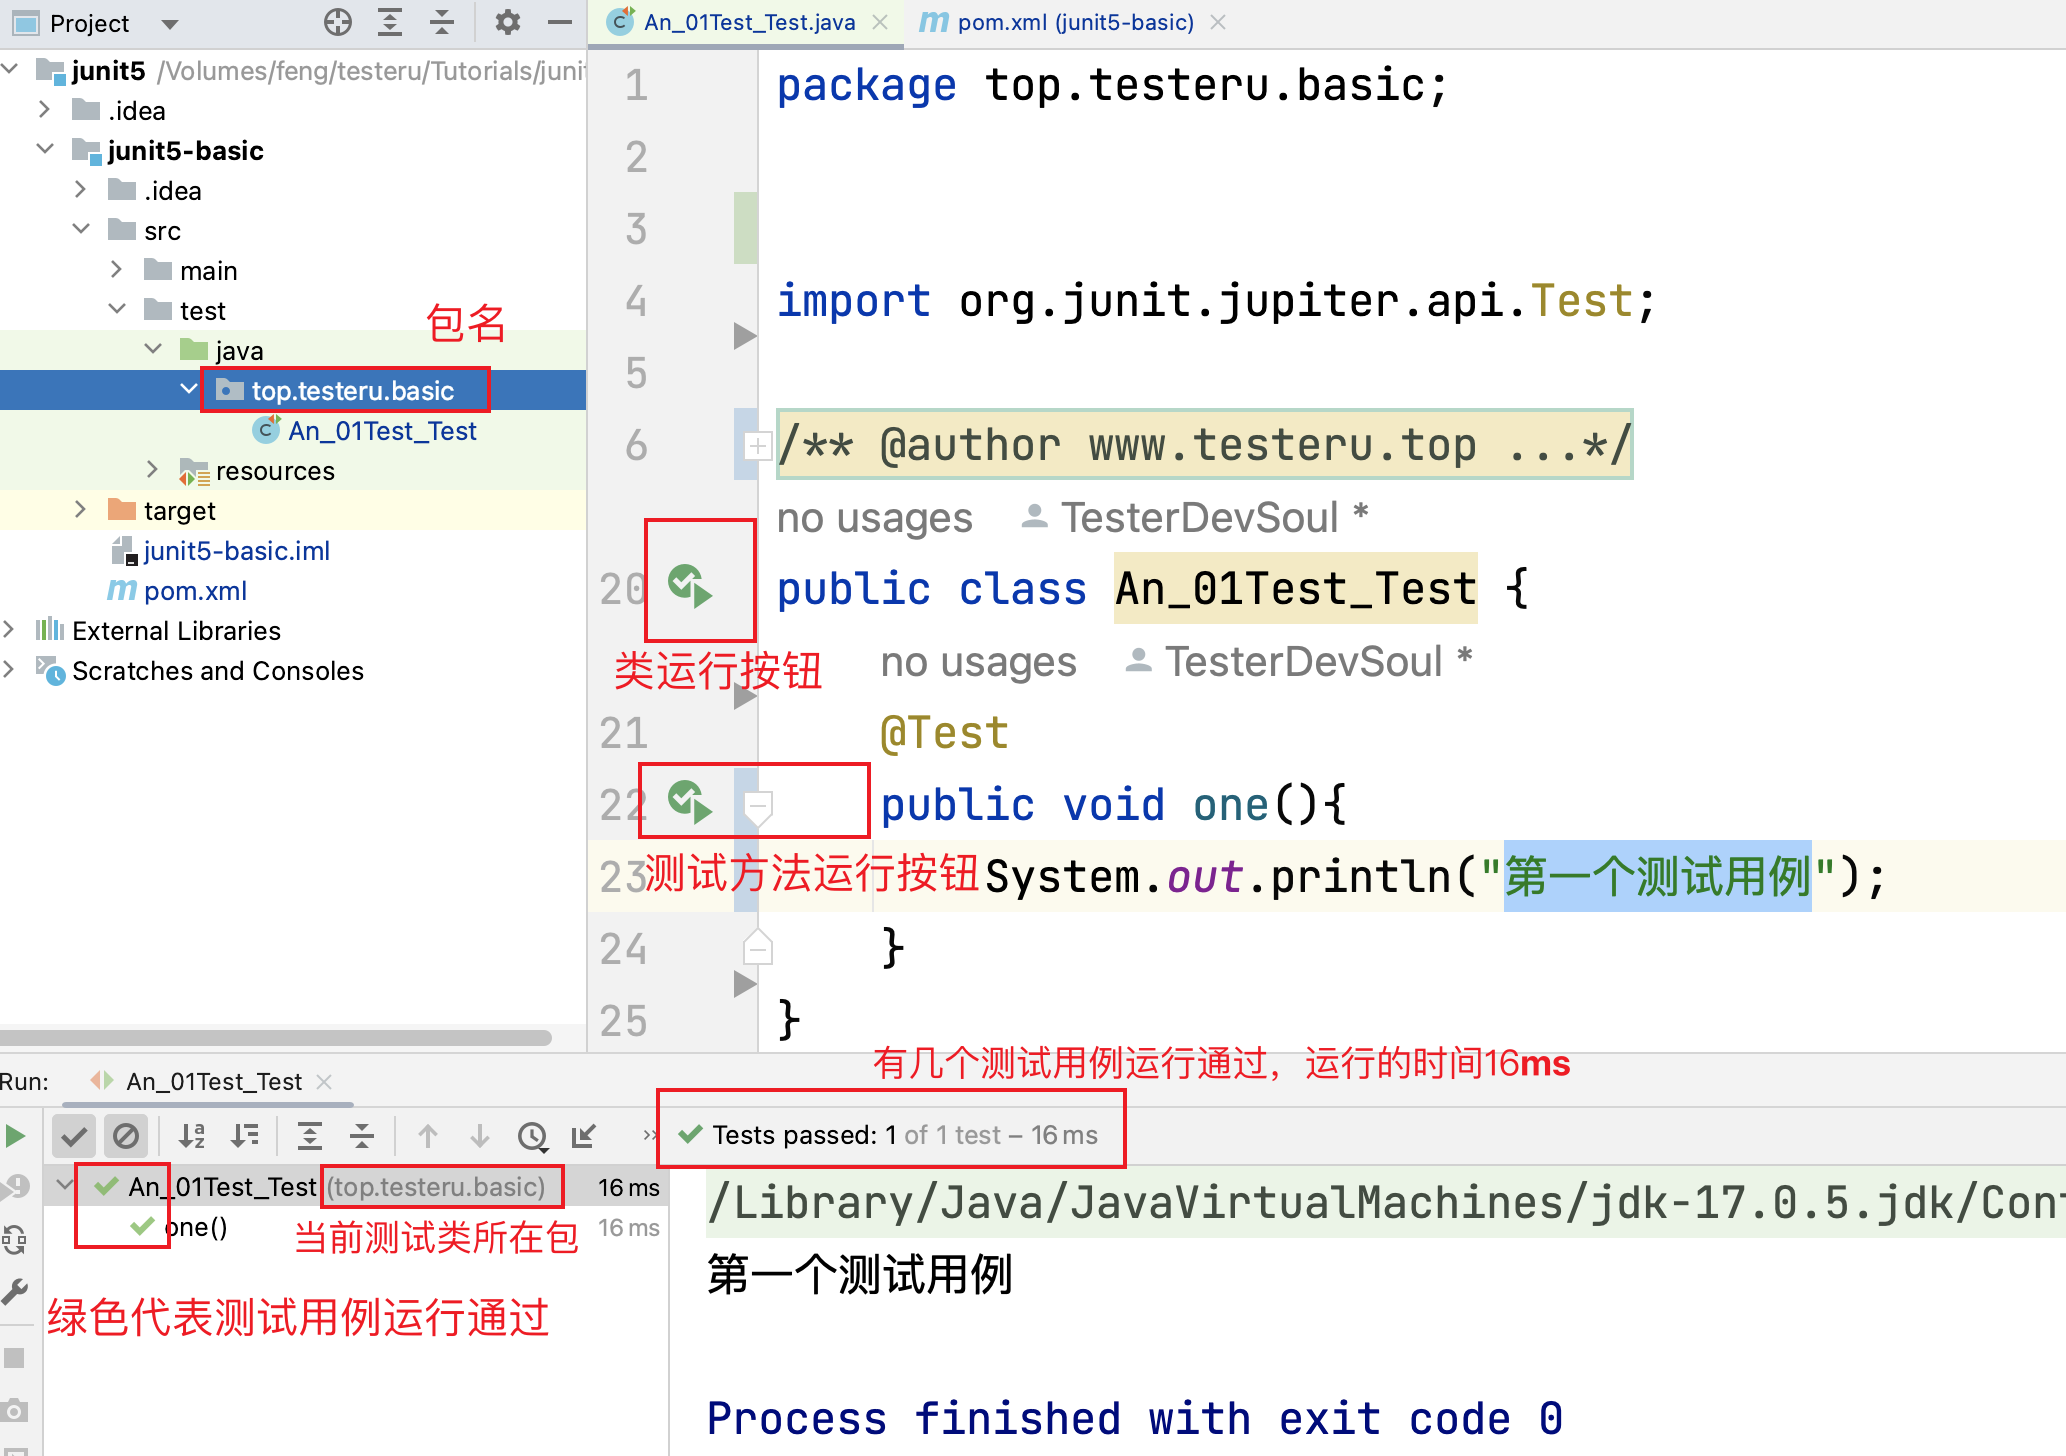 Project
junit5 /Volumes/feng/testeru/Tutorials/juni
.idea
junit5-basic
.idea
src
main
test
包名
java
top.testeru.basic
An_01Test_Test
resources
target
junit5-basic.iml
pom.xml
External Libraries
Scratches and Consoles
An_01Test_Test.java
pom.xml (junit5-basic)
1 package top.testeru.basic;
2
3
4 import org.junit.jupiter.api.Test;
5
6 /** @author www.testeru.top ...*/
no usages TesterDevSoul *
20 public class An_01Test_Test {
类运行按钮
no usages TesterDevSoul *
21 @Test
22 public void one(){
测试方法运行按钮
23 System.out.println("第一个测试用例");
24 }
25 }
有几个测试用例运行通过，运行的时间16ms
Run: An_01Test_Test
Tests passed: 1 of 1 test – 16 ms
An_01Test_Test (top.testeru.basic) 16 ms
one() 16 ms
当前测试类所在包
绿色代表测试用例运行通过
/Library/Java/JavaVirtualMachines/jdk-17.0.5.jdk/Con
第一个测试用例
Process finished with exit code 0